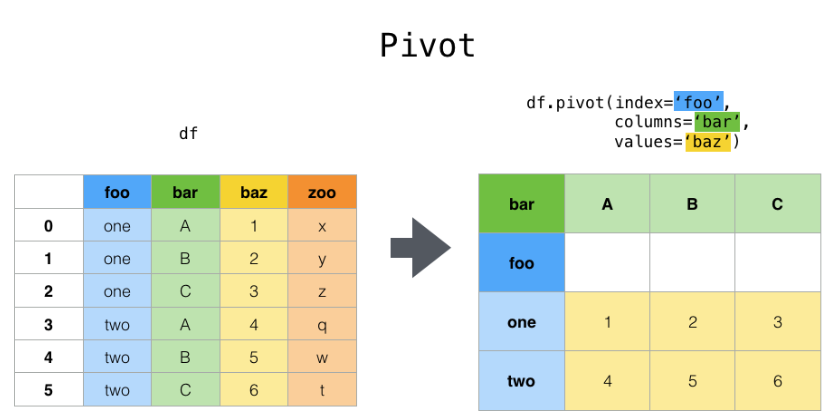 Pivot
df
foo bar baz zoo
0 one A 1 x
1 one B 2 y
2 one C 3 z
3 two A 4 q
4 two B 5 w
5 two C 6 t
df.pivot(index=‘foo’,
columns=‘bar’,
values=‘baz’)
bar A B C
foo
one 1 2 3
two 4 5 6